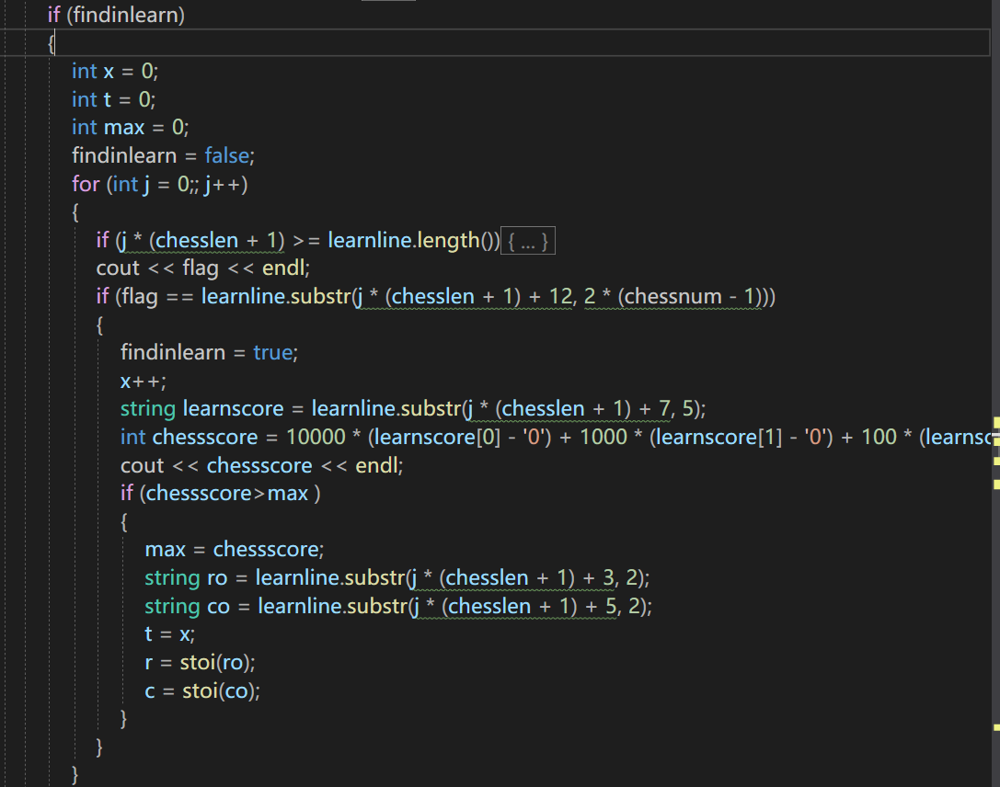 if (findinlearn)
{
int x = 0;
int t = 0;
int max = 0;
findinlearn = false;
for (int j = 0;; j++)
{
if (j * (chesslen + 1) >= learnline.length()) { ... }
cout << flag << endl;
if (flag == learnline.substr(j * (chesslen + 1) + 12, 2 * (chessnum - 1)))
{
findinlearn = true;
x++;
string learnscore = learnline.substr(j * (chesslen + 1) + 7, 5);
int chessscore = 10000 * (learnscore[0] - '0') + 1000 * (learnscore[1] - '0') + 100 * (learnsc
cout << chessscore << endl;
if (chessscore>max )
{
max = chessscore;
string ro = learnline.substr(j * (chesslen + 1) + 3, 2);
string co = learnline.substr(j * (chesslen + 1) + 5, 2);
t = x;
r = stoi(ro);
c = stoi(co);
}
}
}